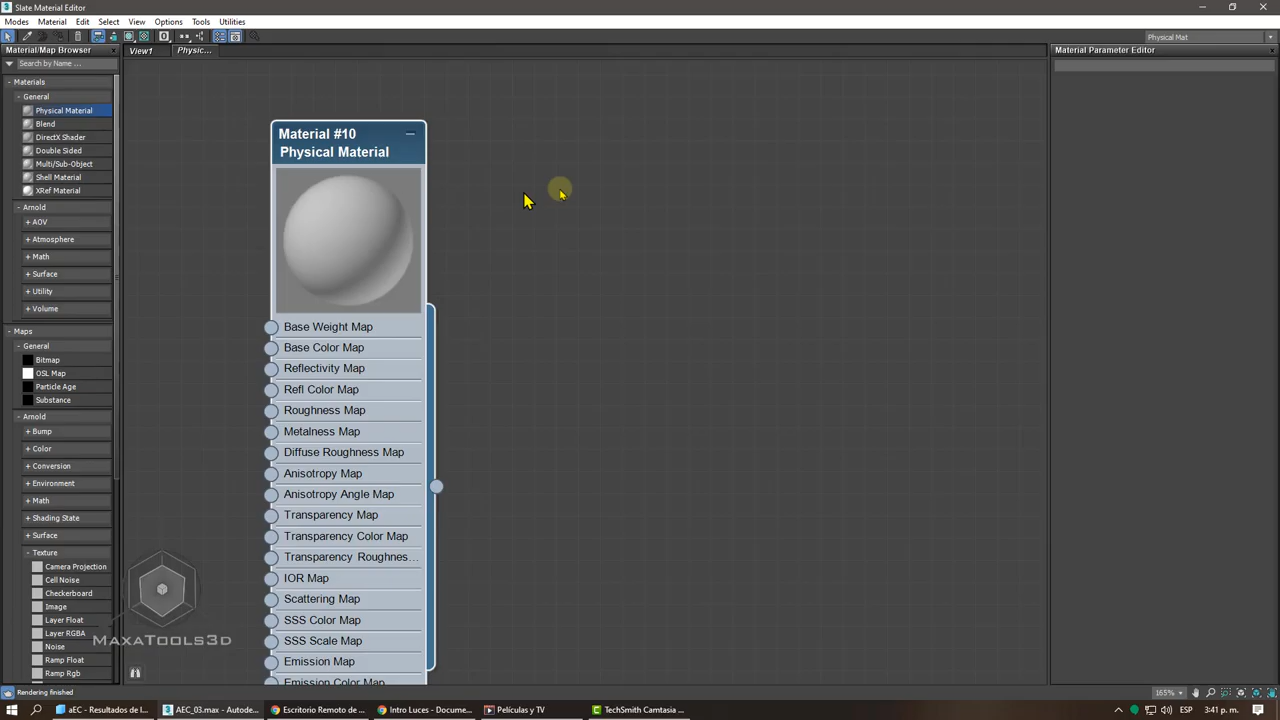 Slate Material Editor
Modes Material Edit Select View Options Tools Utilities
Physical Mat
Material/Map Browser
View1 Physic...
Material Parameter Editor
Search by Name ...
- Materials
- General
Physical Material
Blend
DirectX Shader
Double Sided
Multi/Sub-Object
Shell Material
XRef Material
- Arnold
+ AOV
+ Atmosphere
+ Math
+ Surface
+ Utility
+ Volume
- Maps
- General
Bitmap
OSL Map
Particle Age
Substance
- Arnold
+ Bump
+ Color
+ Conversion
+ Environment
+ Math
+ Shading State
+ Surface
- Texture
Camera Projection
Cell Noise
Checkerboard
Image
Layer Float
Layer RGBA
Noise
Ramp Float
Ramp Rgb
Material #10
Physical Material
Base Weight Map
Base Color Map
Reflectivity Map
Refl Color Map
Roughness Map
Metalness Map
Diffuse Roughness Map
Anisotropy Map
Anisotropy Angle Map
Transparency Map
Transparency Color Map
Transparency Roughnes...
IOR Map
Scattering Map
SSS Color Map
SSS Scale Map
Emission Map
Emission Color Map
MAXATOOLS3D
Rendering finished
165%
aEC - Resultados de l...
AEC_03.max - Autode...
Escritorio Remoto de ...
Intro Luces - Docume...
Películas y TV
TechSmith Camtasia ...
ESP
3:41 p. m.